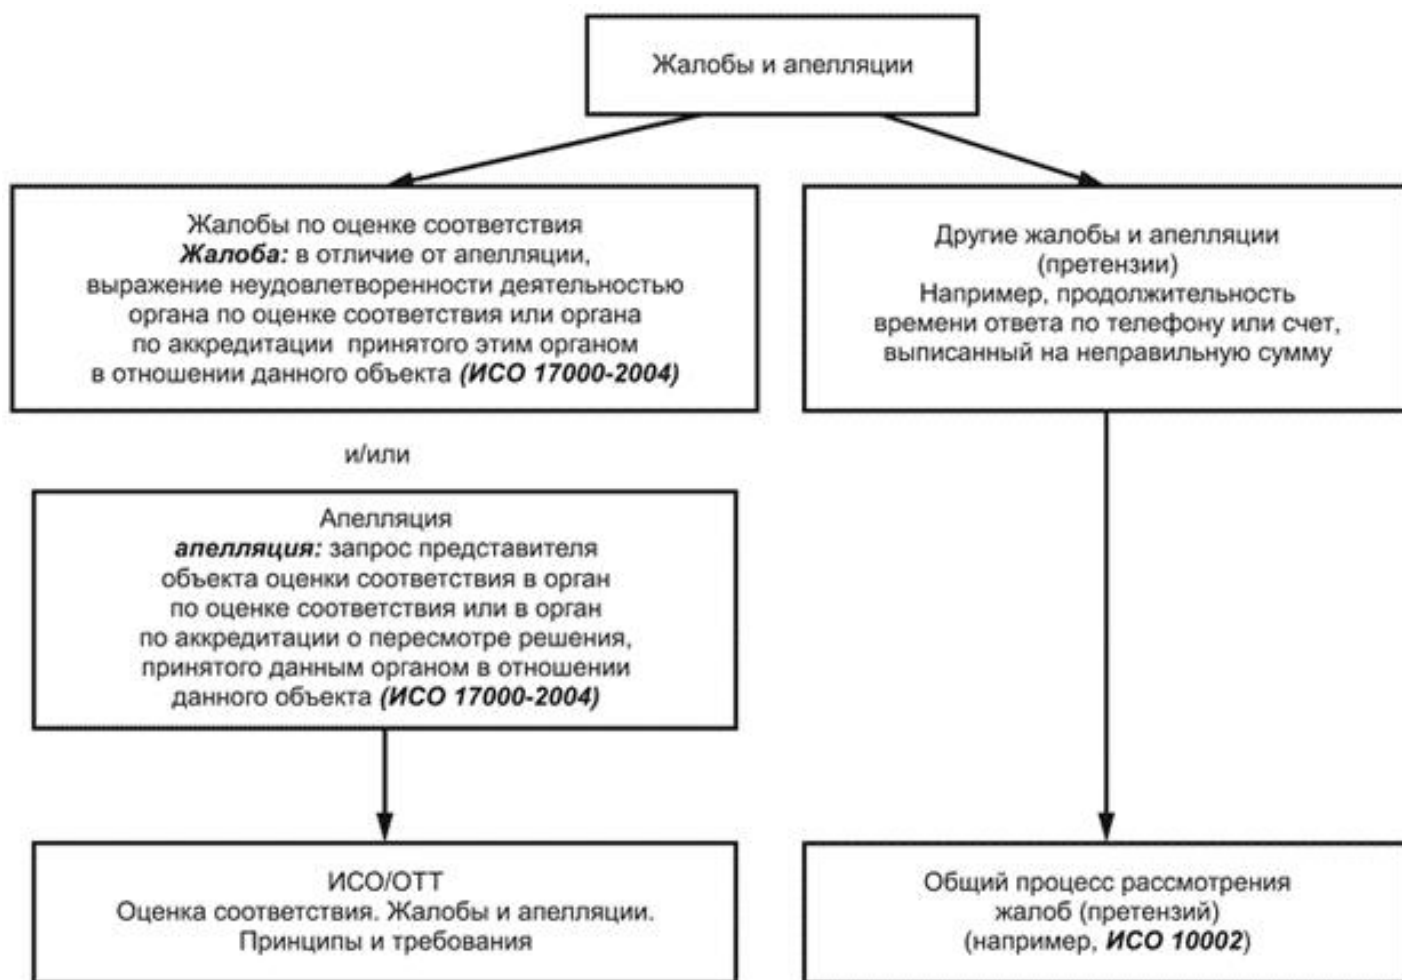 Жалобы и апелляции
Жалобы по оценке соответствия
Жалоба: в отличие от апелляции,
выражение неудовлетворенности деятельностью
органа по оценке соответствия или органа
по аккредитации принятого этим органом
в отношении данного объекта (ИСО 17000-2004)
и/или
Апелляция
апелляция: запрос представителя
объекта оценки соответствия в орган
по оценке соответствия или в орган
по аккредитации о пересмотре решения,
принятого данным органом в отношении
данного объекта (ИСО 17000-2004)
ИСО/ОТТ
Оценка соответствия. Жалобы и апелляции.
Принципы и требования
Другие жалобы и апелляции
(претензии)
Например, продолжительность
времени ответа по телефону или счет,
выписанный на неправильную сумму
Общий процесс рассмотрения
жалоб (претензий)
(например, ИСО 10002)